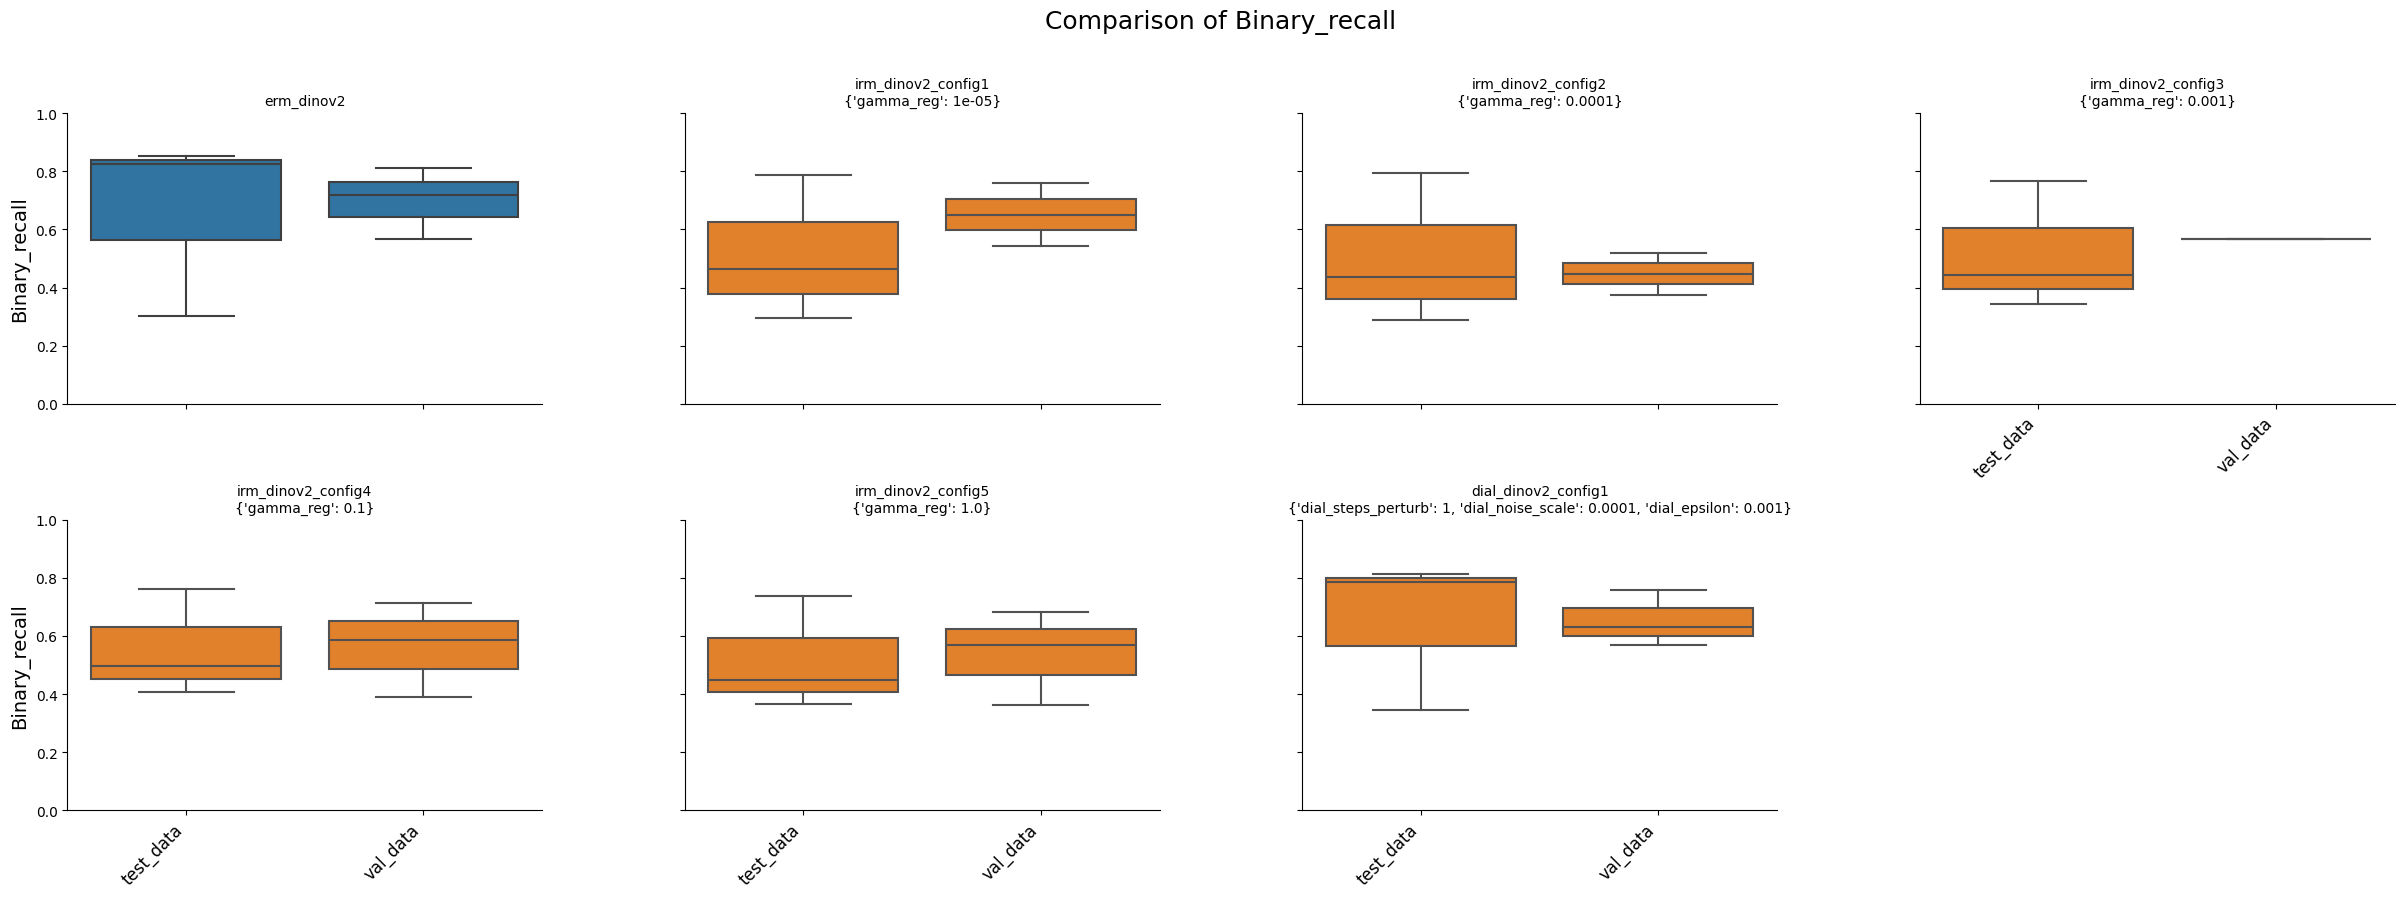 Comparison of Binary_recall
erm_dinov2
irm_dinov2_config1
{'gamma_reg': 1e-05}
irm_dinov2_config2
{'gamma_reg': 0.0001}
irm_dinov2_config3
{'gamma_reg': 0.001}
Binary_recall
1.0
0.8
0.6
0.4
0.2
0.0
test_data
val_data
irm_dinov2_config4
{'gamma_reg': 0.1}
irm_dinov2_config5
{'gamma_reg': 1.0}
dial_dinov2_config1
{'dial_steps_perturb': 1, 'dial_noise_scale': 0.0001, 'dial_epsilon': 0.001}
Binary_recall
1.0
0.8
0.6
0.4
0.2
0.0
test_data
val_data
test_data
val_data
test_data
val_data